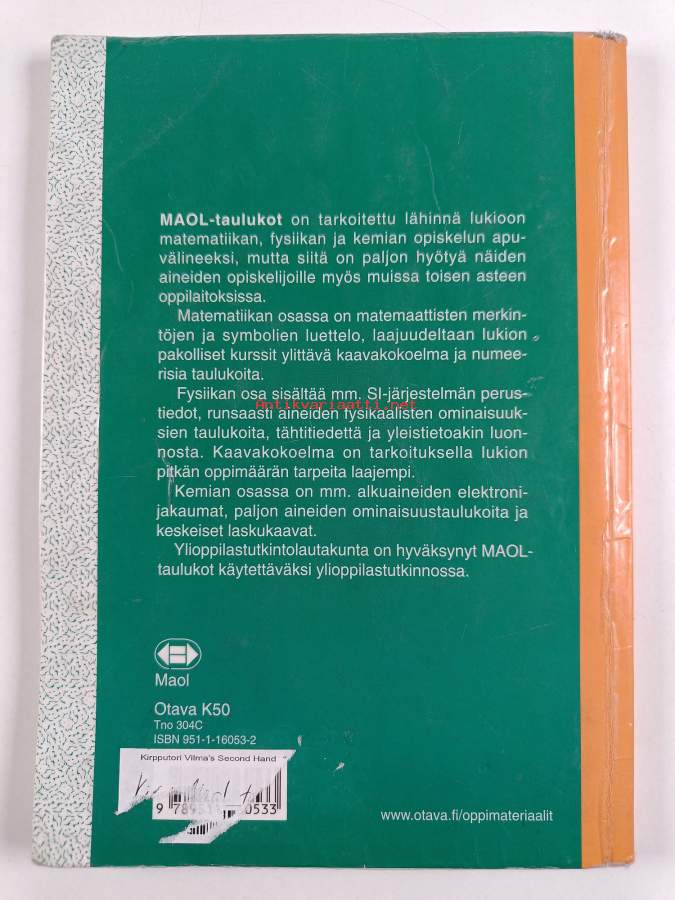 MAOL-taulukot on tarkoitettu lähinnä lukioon
matematiikan, fysiikan ja kemian opiskelun apu-
välineeksi, mutta siitä on paljon hyötyä näiden
aineiden opiskelijoille myös muissa toisen asteen
oppilaitoksissa.
Matematiikan osassa on matemaattisten merkin-
töjen ja symbolien luettelo, laajuudeltaan lukion
pakolliset kurssit ylittävä kaavakokoelma ja numee-
risia taulukoita.
Fysiikan osa sisältää mm. SI-järjestelmän perus-
Antikvariaatti.net
tiedot, runsaasti aineiden fysikaalisten ominaisuuk-
sien taulukoita, tähtitiedettä ja yleistietoakin luon-
nosta. Kaavakokoelma on tarkoituksella lukion
pitkän oppimäärän tarpeita laajempi.
Kemian osassa on mm. alkuaineiden elektroni-
jakaumat, paljon aineiden ominaisuustaulukoita ja
keskeiset laskukaavat.
Ylioppilastutkintolautakunta on hyväksynyt MAOL-
taulukot käytettäväksi ylioppilastutkinnossa.
Maol
Otava K50
Tno 304C
ISBN 951-1-16053-2
Kirpputori Vilma's Second Hand
9 789511 0533
www.otava.fi/oppimateriaalit